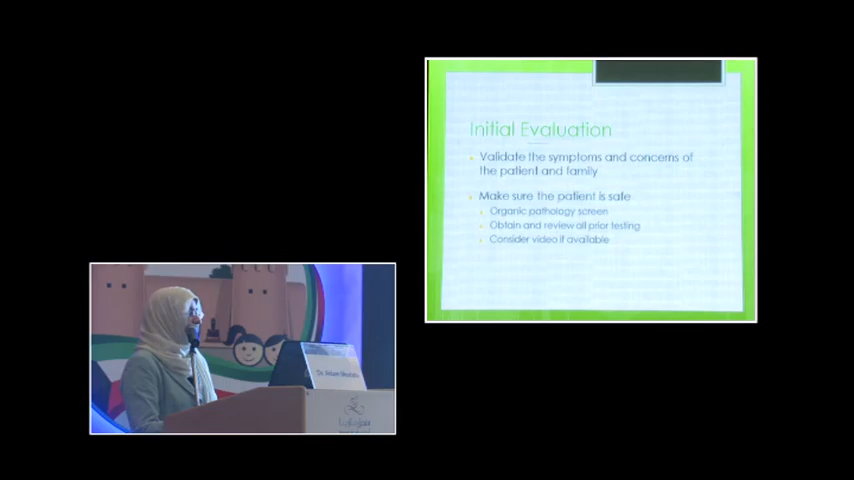 Initial Evaluation
Validate the symptoms and concerns of
the patient and family
Make sure the patient is safe
Organic pathology screen
Obtain and review all prior testing
Consider video if available
Dr.